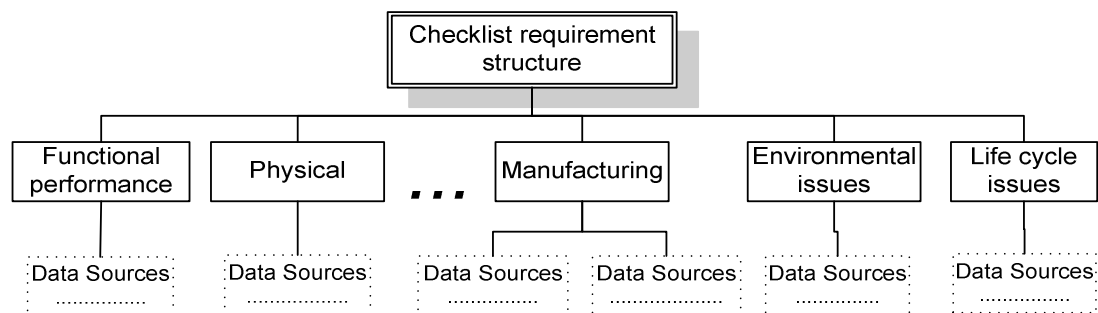 Checklist requirement
structure
Functional
performance
Physical
...
Manufacturing
Environmental
issues
Life cycle
issues
Data Sources
...............
Data Sources
.....................
Data Sources
...............
Data Sources
...................
Data Sources
..............
Data Sources
................